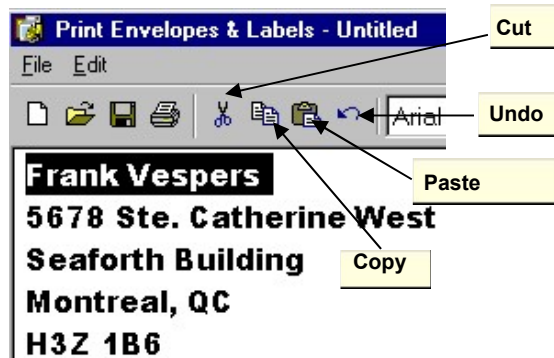 Print Envelopes & Labels - Untitled
Cut
File Edit
Arial
Undo
Frank Vespers
Paste
5678 Ste. Catherine West
Seaforth Building
Copy
Montreal, QC
H3Z 1B6